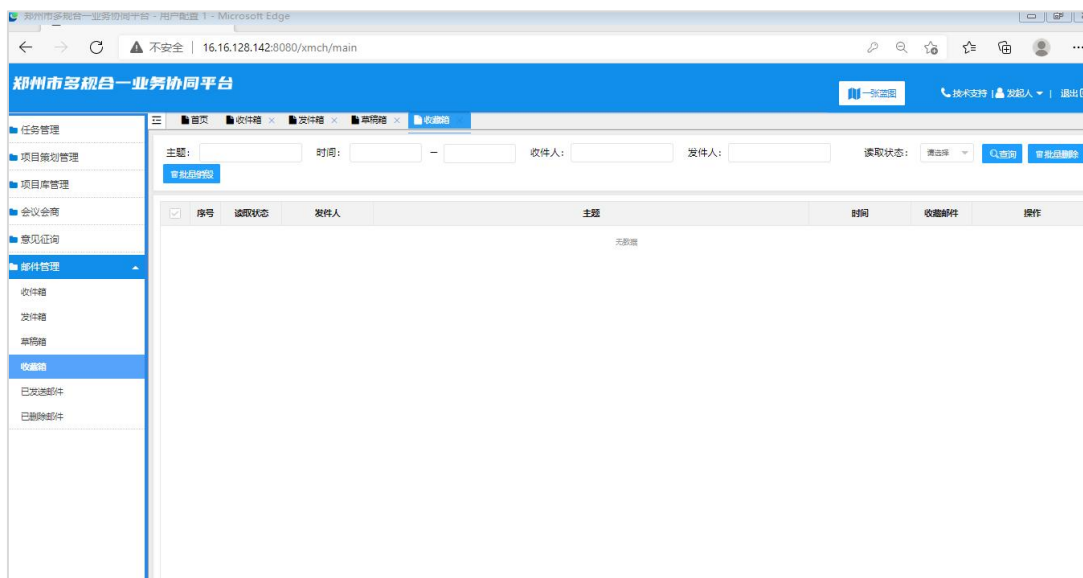 郑州市多规合一业务协同平台 - 用户配置 1 - Microsoft Edge
不安全 | 16.16.128.142:8080/xmch/main
郑州市多规合一业务协同平台
一张蓝图 技术支持 | 发起人 | 退出
首页 收件箱 × 发件箱 × 草稿箱 × 收藏箱
任务管理
项目策划管理
项目库管理
会议会商
意见征询
邮件管理
收件箱
发件箱
草稿箱
收藏箱
已发送邮件
已删除邮件
主题: 时间: － 收件人: 发件人: 读取状态: 请选择 查询 批量删除
序号 读取状态 发件人 主题 时间 收藏邮件 操作
无数据